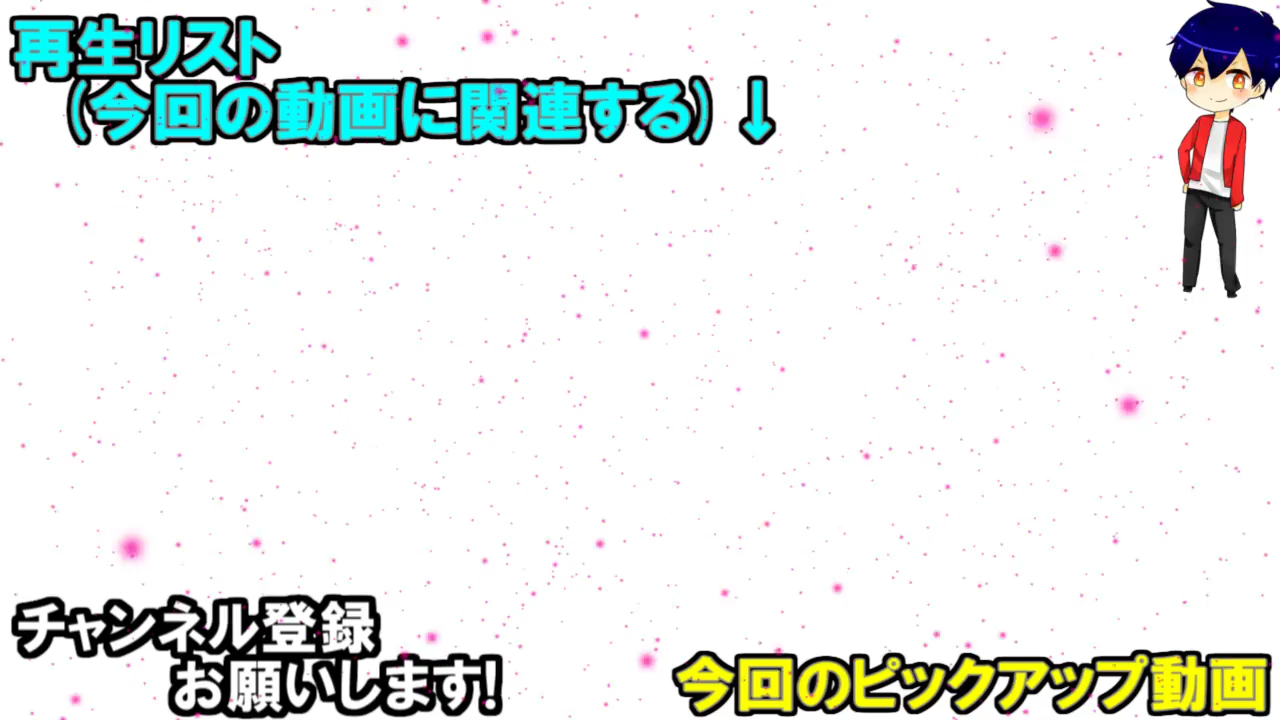 再生リスト
(今回の動画に関連する)↓
チャンネル登録
お願いします!
今回のピックアップ動画